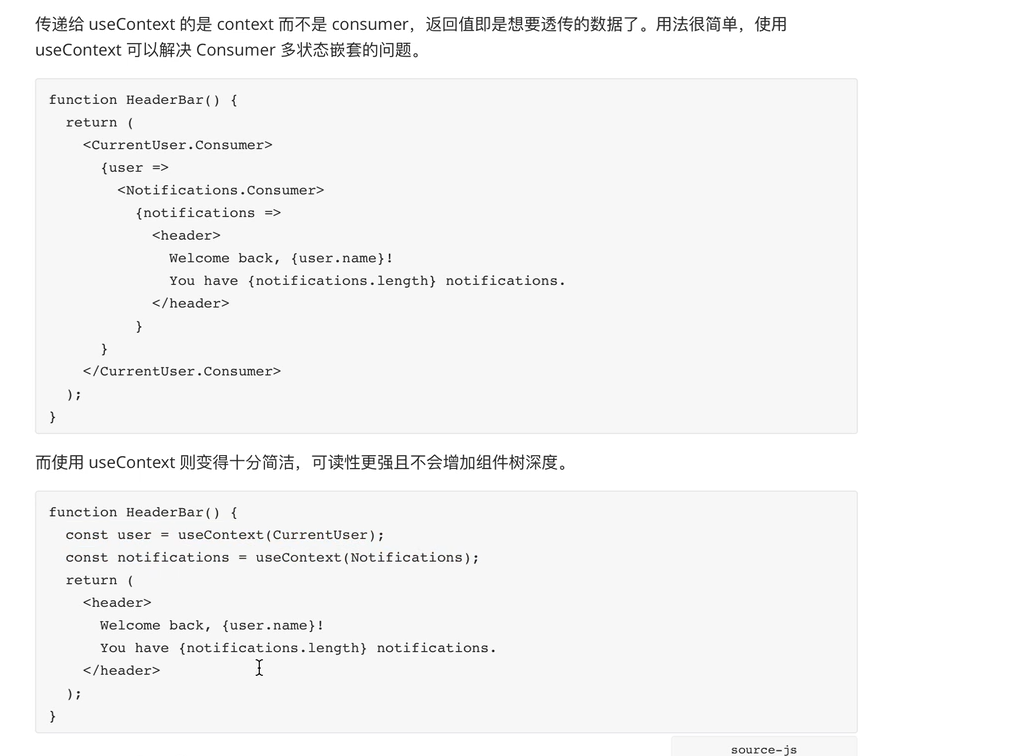 传递给 useContext 的是 context 而不是 consumer，返回值即是想要透传的数据了。用法很简单，使用
useContext 可以解决 Consumer 多状态嵌套的问题。
function HeaderBar() {
  return (
    <CurrentUser.Consumer>
      {user =>
        <Notifications.Consumer>
          {notifications =>
            <header>
              Welcome back, {user.name}!
              You have {notifications.length} notifications.
            </header>
          }
      }
    </CurrentUser.Consumer>
  );
}
而使用 useContext 则变得十分简洁，可读性更强且不会增加组件树深度。
function HeaderBar() {
  const user = useContext(CurrentUser);
  const notifications = useContext(Notifications);
  return (
    <header>
      Welcome back, {user.name}!
      You have {notifications.length} notifications.
    </header>
  );
}
source-js